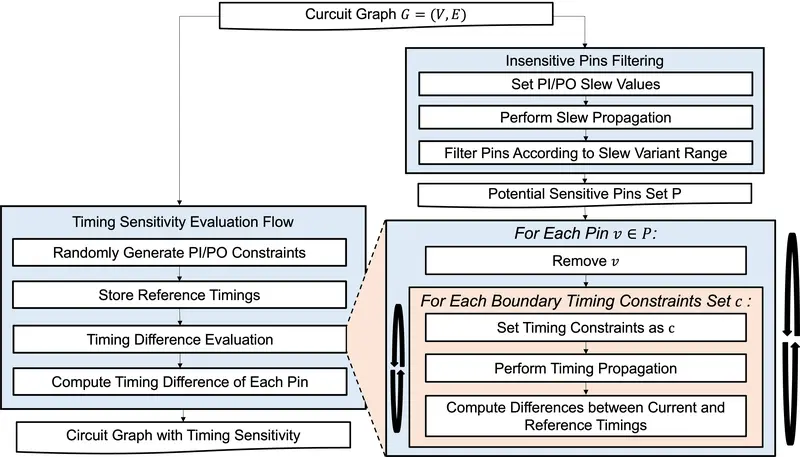 Curcuit Graph G = (V, E)
Insensitive Pins Filtering
Set PI/PO Slew Values
Perform Slew Propagation
Filter Pins According to Slew Variant Range
Potential Sensitive Pins Set P
Timing Sensitivity Evaluation Flow
Randomly Generate PI/PO Constraints
Store Reference Timings
Timing Difference Evaluation
Compute Timing Difference of Each Pin
Circuit Graph with Timing Sensitivity
For Each Pin v ∈ P:
Remove v
For Each Boundary Timing Constraints Set c :
Set Timing Constraints as c
Perform Timing Propagation
Compute Differences between Current and
Reference Timings